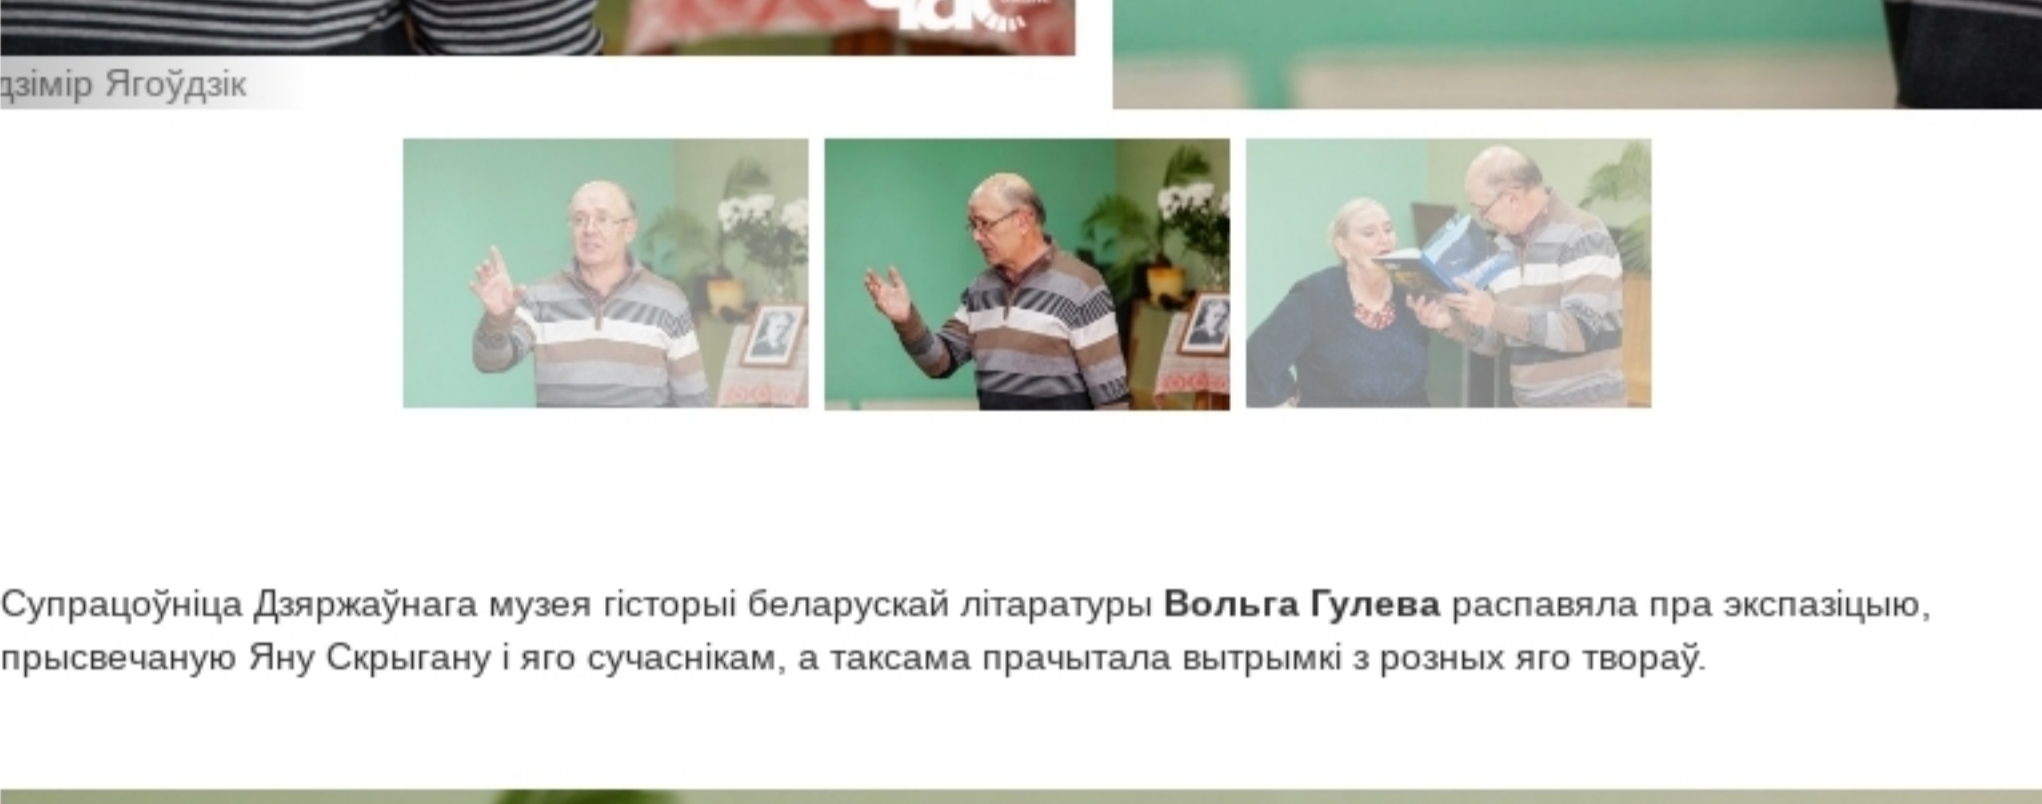 дзімір Ягоўдзік
Супрацоўніца Дзяржаўнага музея гісторыі беларускай літаратуры Вольга Гулева распавяла пра экспазіцыю,
прысвечаную Яну Скрыгану і яго сучаснікам, а таксама прачытала вытрымкі з розных яго твораў.